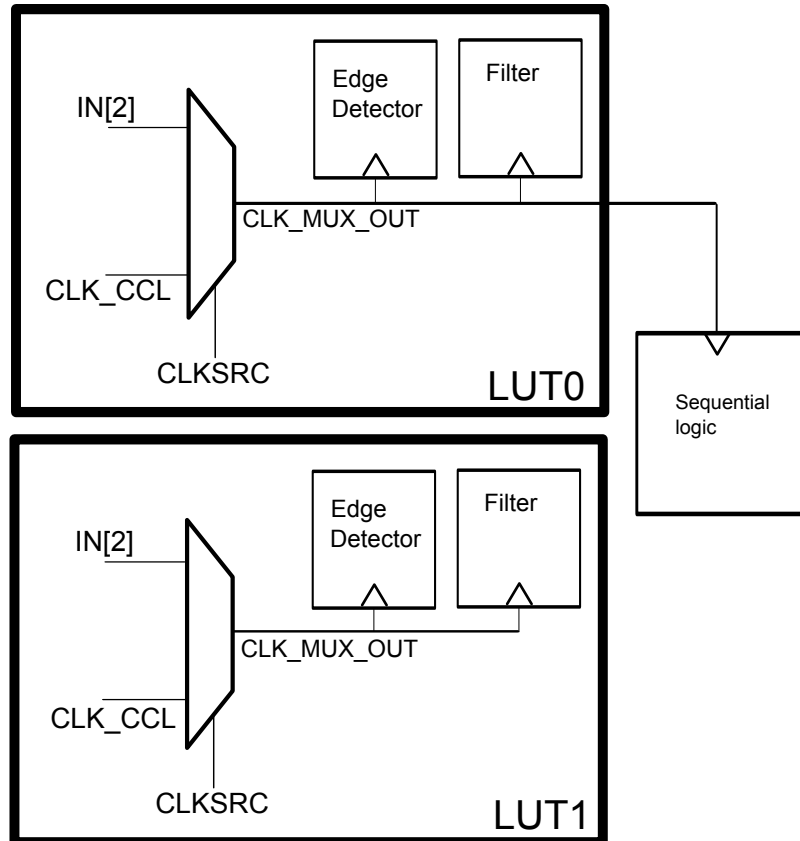 Edge
Detector
Filter
IN[2]
CLK_MUX_OUT
CLK_CCL
CLKSRC
LUT0
Sequential
logic
Edge
Detector
Filter
IN[2]
CLK_MUX_OUT
CLK_CCL
CLKSRC
LUT1